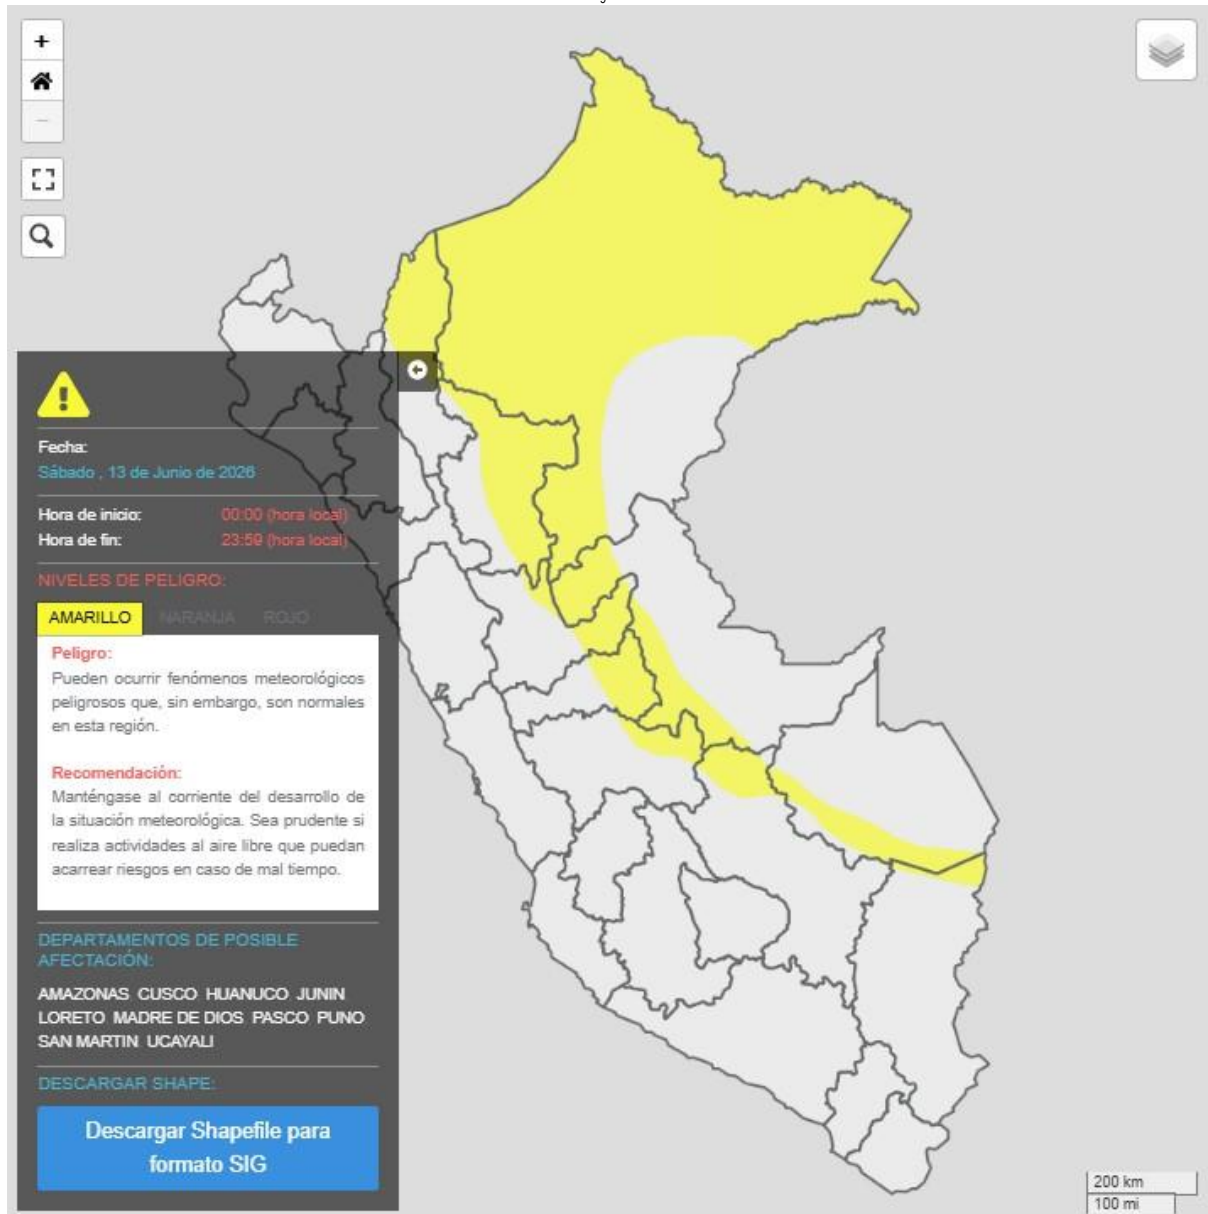 +
−
Fecha:
Sábado , 13 de Junio de 2026
Hora de inicio: 00:00 (hora local)
Hora de fin: 23:59 (hora local)
NIVELES DE PELIGRO:
AMARILLO NARANJA ROJO
Peligro:
Pueden ocurrir fenómenos meteorológicos
peligrosos que, sin embargo, son normales
en esta región.
Recomendación:
Manténgase al corriente del desarrollo de
la situación meteorológica. Sea prudente si
realiza actividades al aire libre que puedan
acarrear riesgos en caso de mal tiempo.
DEPARTAMENTOS DE POSIBLE
AFECTACIÓN:
AMAZONAS CUSCO HUANUCO JUNIN
LORETO MADRE DE DIOS PASCO PUNO
SAN MARTIN UCAYALI
DESCARGAR SHAPE:
Descargar Shapefile para
formato SIG
200 km
100 mi